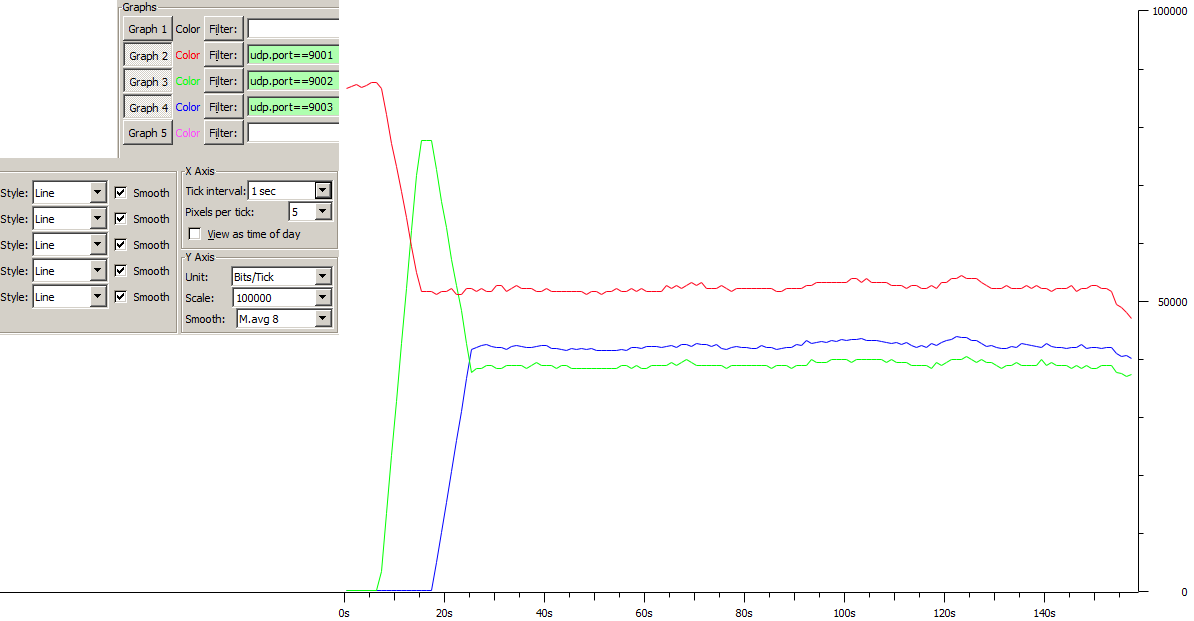 Graphs
Graph 1 Color Filter:
Graph 2 Color Filter: udp.port==9001
Graph 3 Color Filter: udp.port==9002
Graph 4 Color Filter: udp.port==9003
Graph 5 Color Filter:
Style: Line Smooth
Style: Line Smooth
Style: Line Smooth
Style: Line Smooth
Style: Line Smooth
X Axis
Tick interval: 1 sec
Pixels per tick: 5
View as time of day
Y Axis
Unit: Bits/Tick
Scale: 100000
Smooth: M.avg 8
100000
50000
0
0s 20s 40s 60s 80s 100s 120s 140s